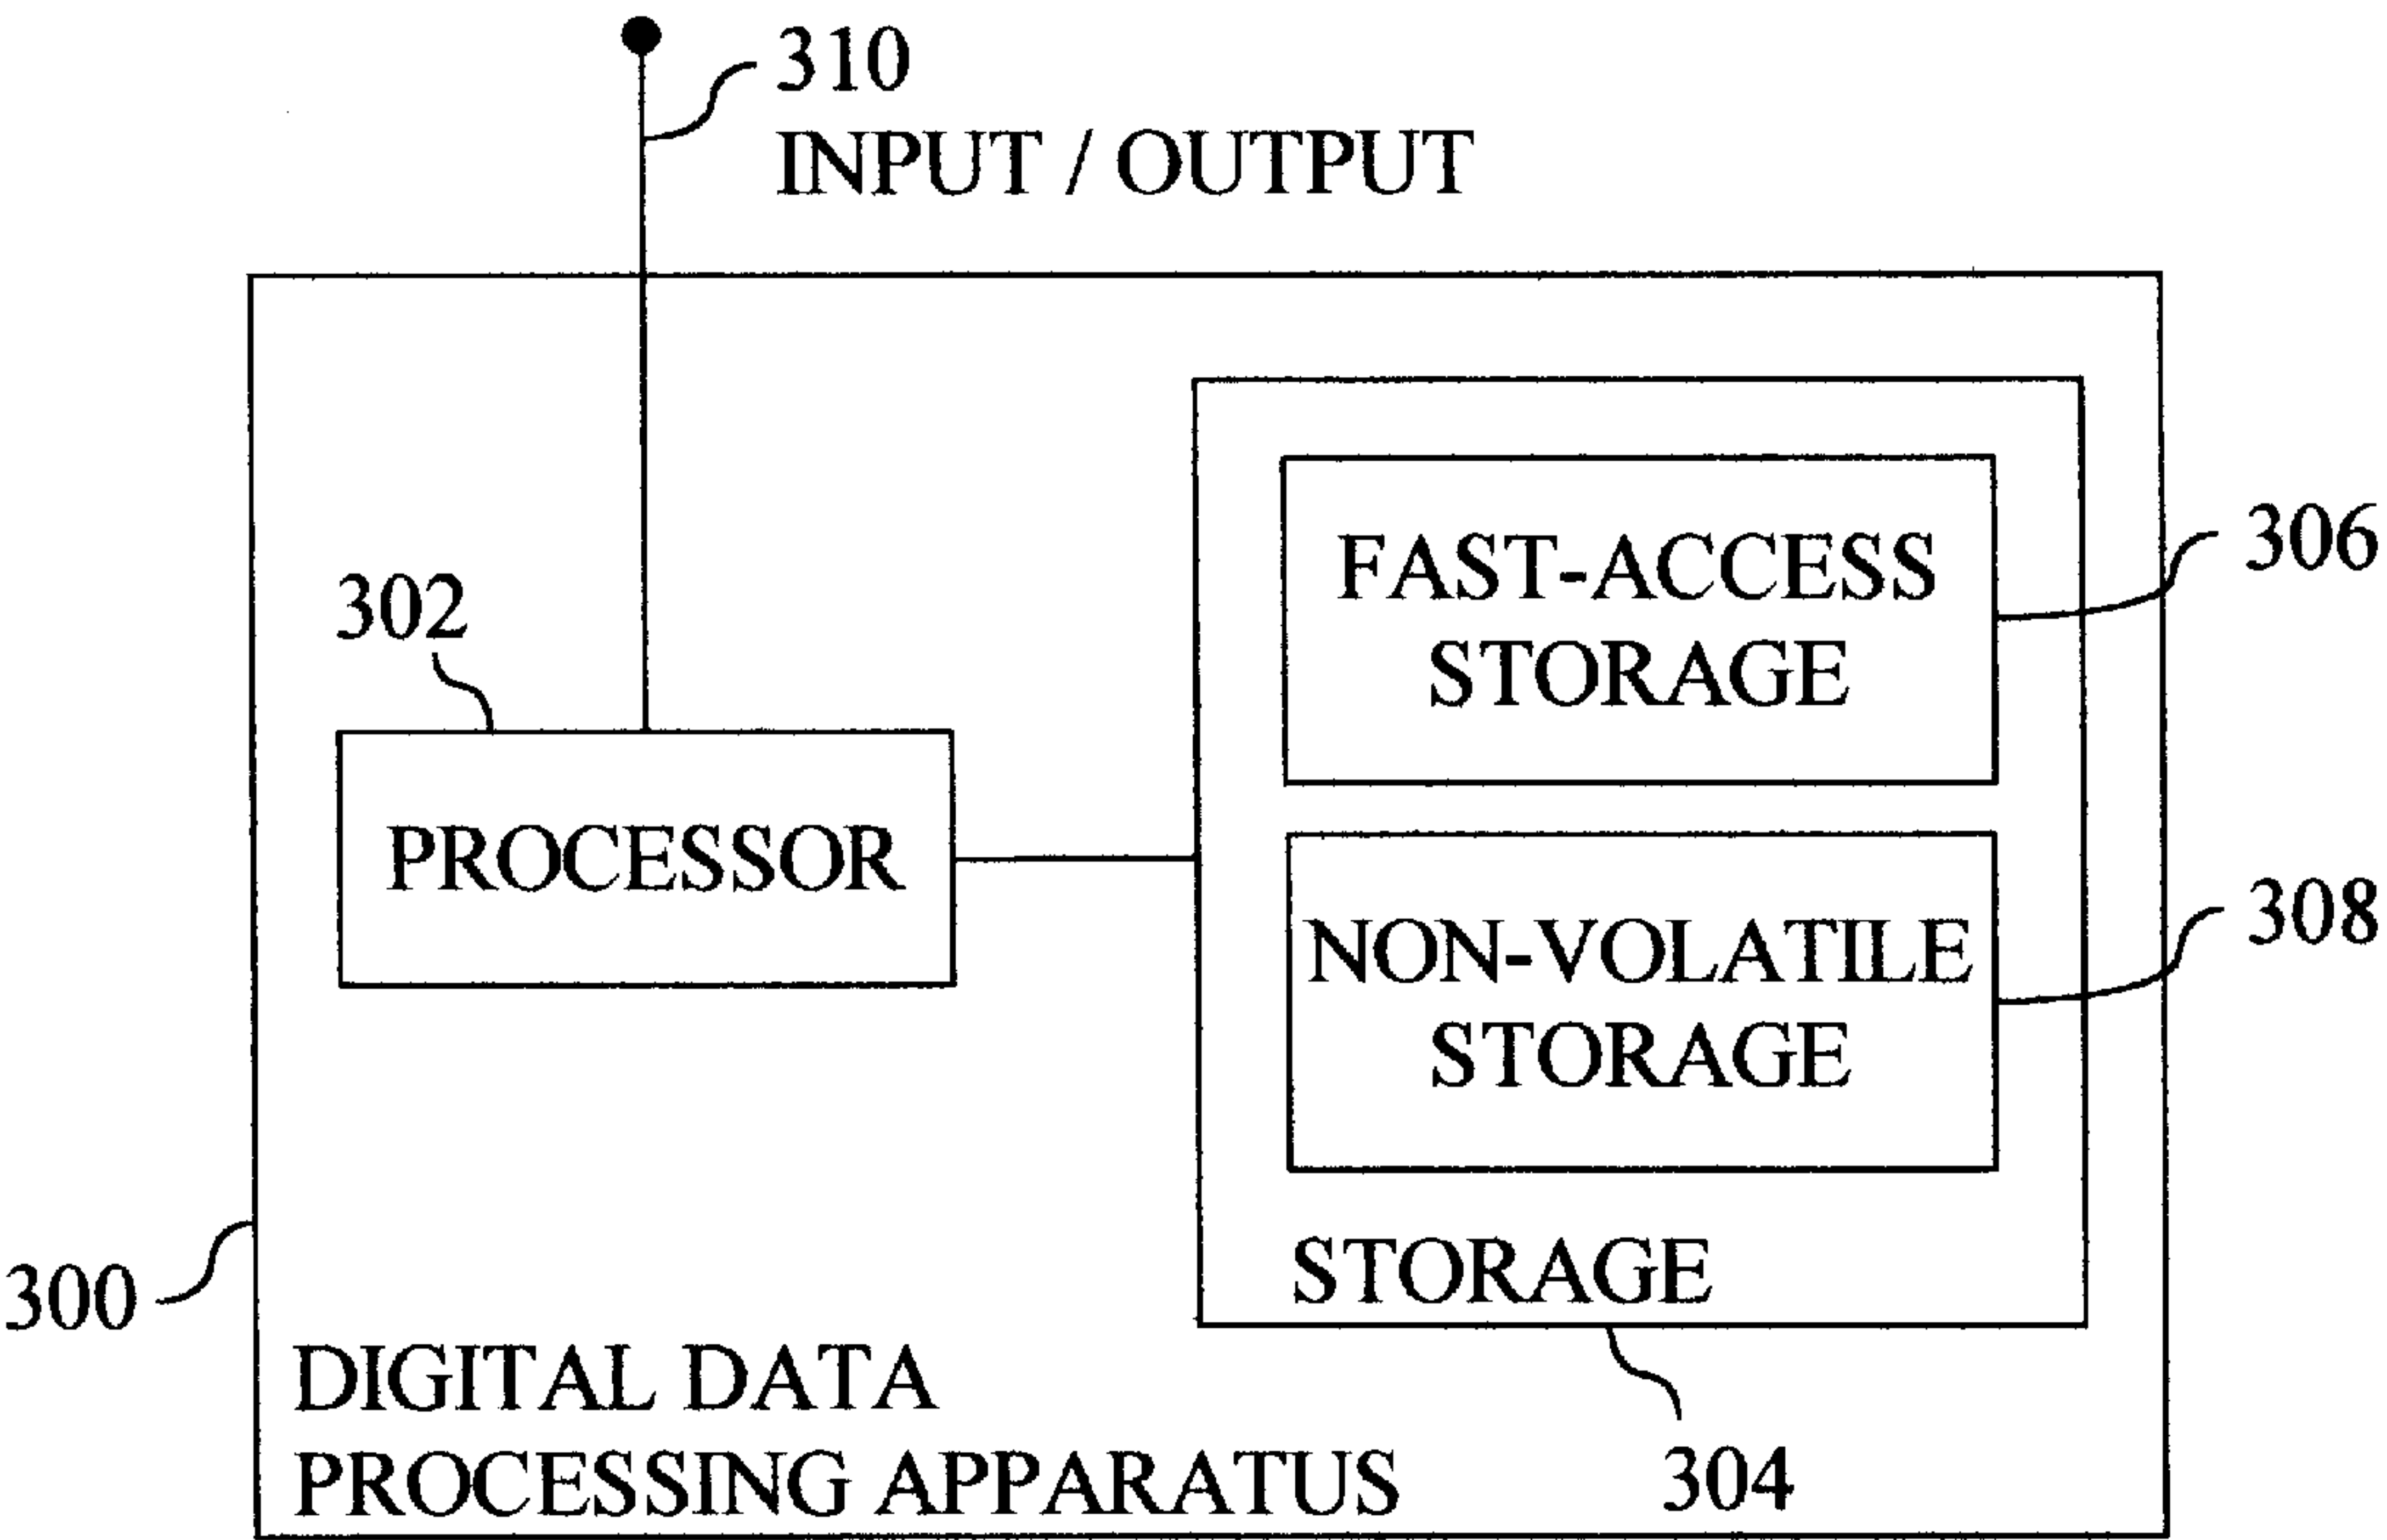 310
INPUT / OUTPUT
302
PROCESSOR
FAST-ACCESS
STORAGE
306
NON-VOLATILE
STORAGE
308
STORAGE
304
300
DIGITAL DATA
PROCESSING APPARATUS